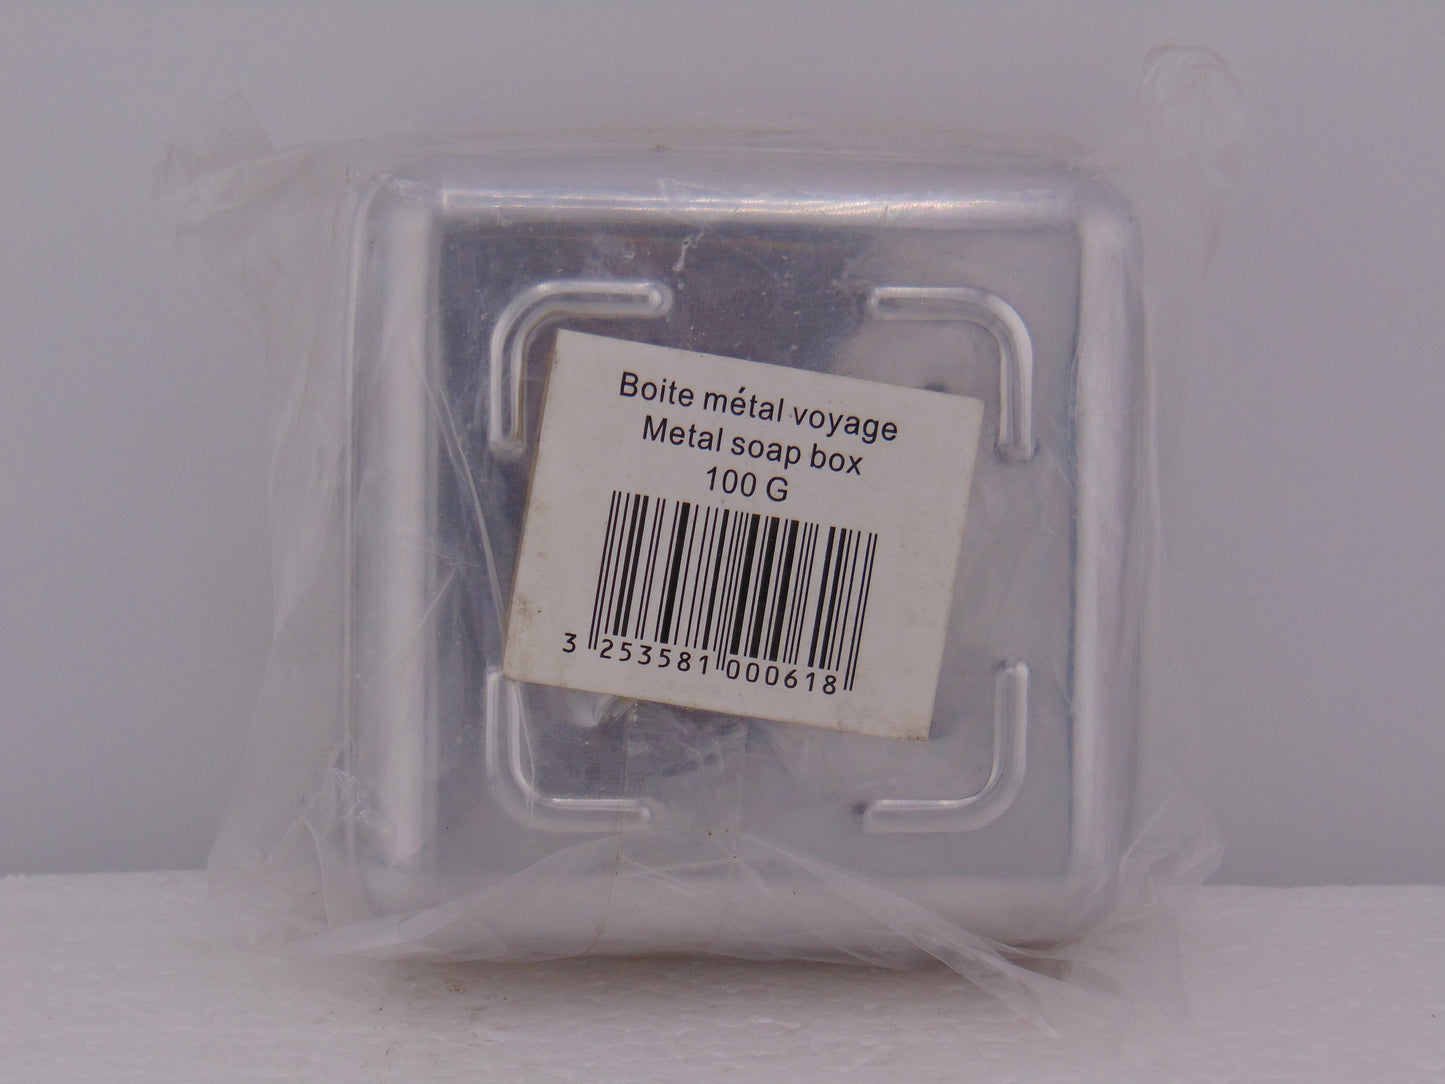 Boite métal voyage
Metal soap box
100 G
3 253581 000618